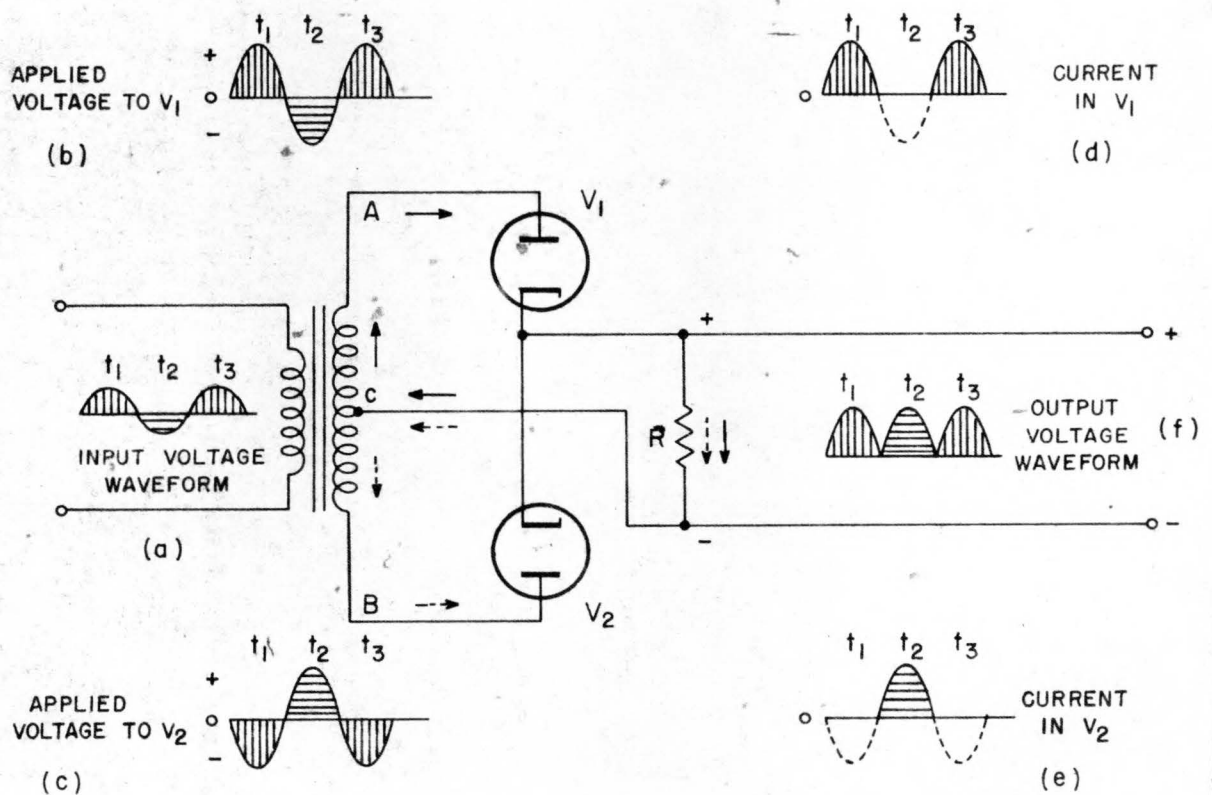 t1 t2 t3
+
APPLIED
VOLTAGE TO V1
o
−
(b)
t1 t2 t3
o
CURRENT
IN V1
(d)
A
V1
+
+
t1 t2 t3
INPUT VOLTAGE
WAVEFORM
(a)
C
R
t1 t2 t3
OUTPUT
VOLTAGE
WAVEFORM
(f)
−
−
B
V2
t1 t2 t3
+
APPLIED
VOLTAGE TO V2
o
−
(c)
t1 t2 t3
o
CURRENT
IN V2
(e)